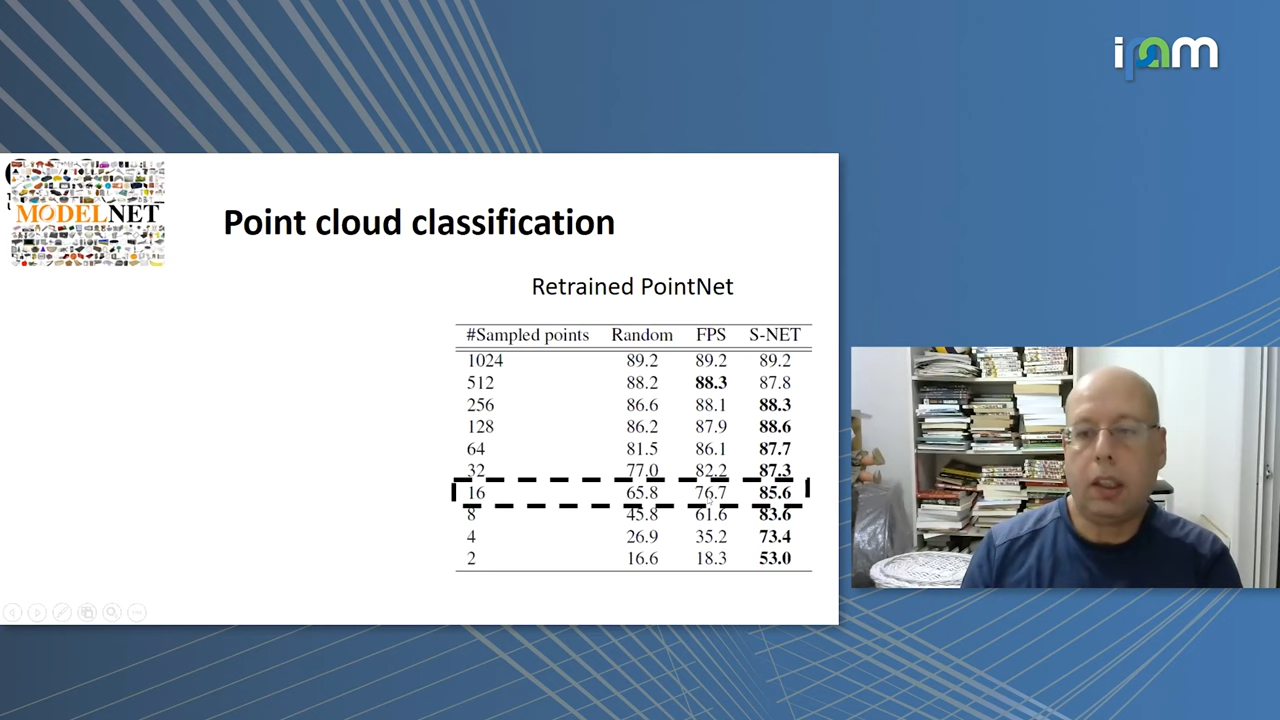 ipam
MODELNET
Point cloud classification
Retrained PointNet
#Sampled points Random FPS S-NET
1024 89.2 89.2 89.2
512 88.2 88.3 87.8
256 86.6 88.1 88.3
128 86.2 87.9 88.6
64 81.5 86.1 87.7
32 77.0 82.2 87.3
16 65.8 76.7 85.6
8 45.8 61.6 83.6
4 26.9 35.2 73.4
2 16.6 18.3 53.0